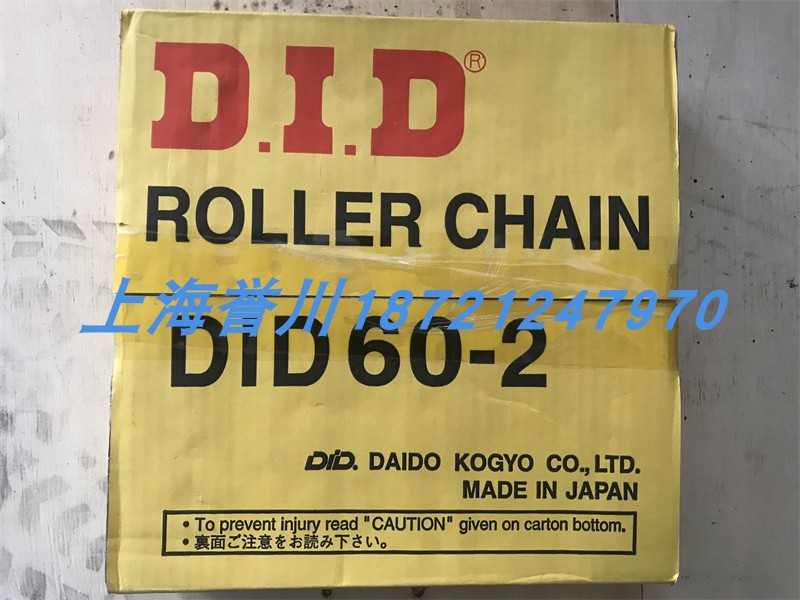 D.I.D®
ROLLER CHAIN
上海誉川18721247970
DID 60-2
DID. DAIDO KOGYO CO.,LTD.
MADE IN JAPAN
• To prevent injury read "CAUTION" given on carton bottom.
• 裏面ご注意をお読み下さい。